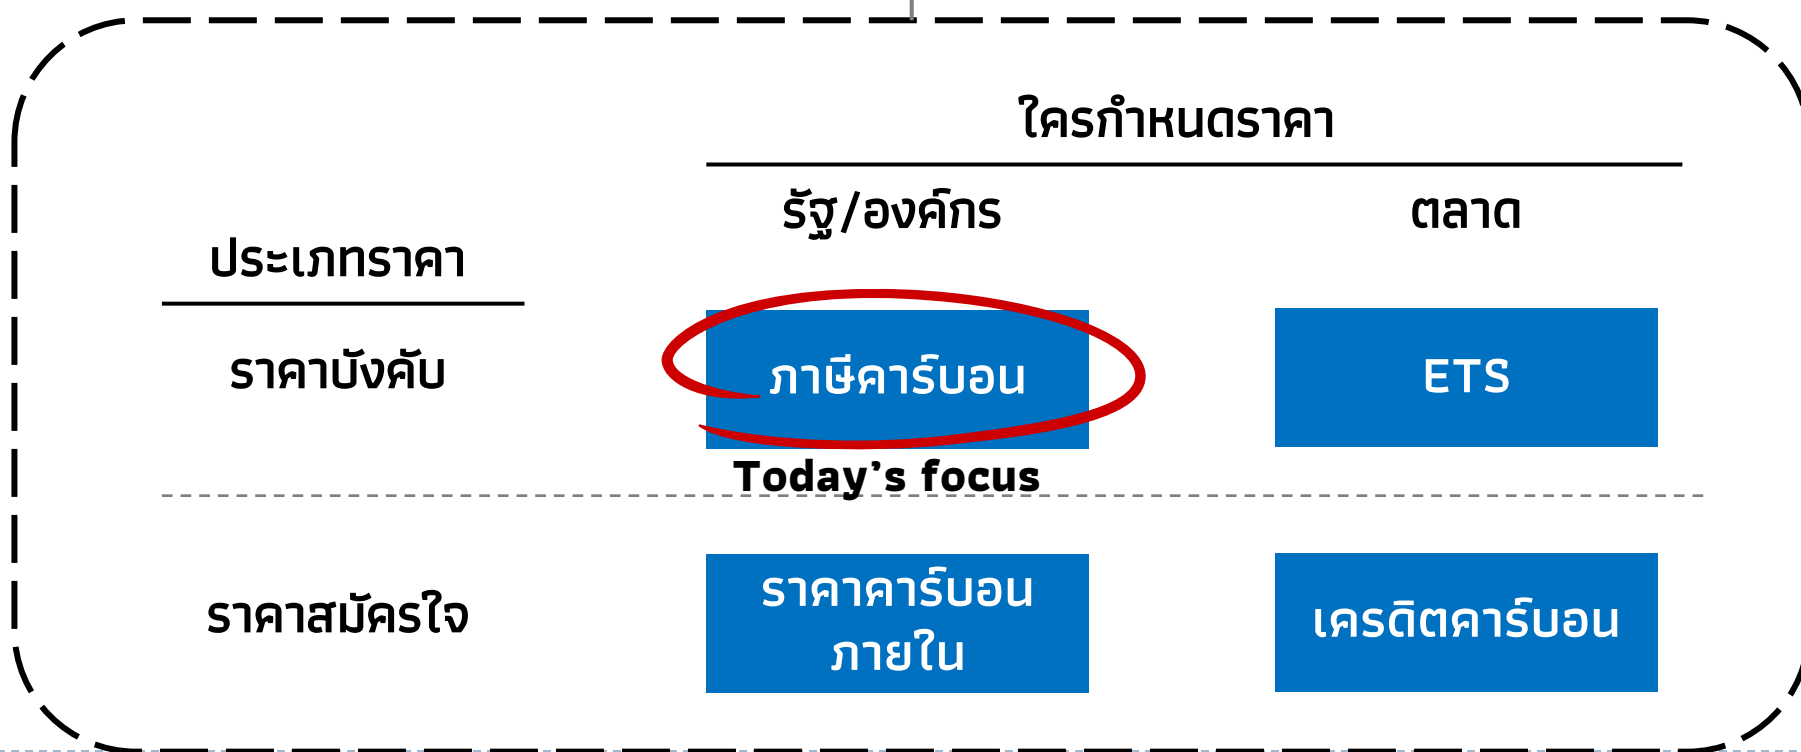 ใครกำหนดราคา
รัฐ/องค์กร
ตลาด
ประเภทราคา
ราคาบังคับ
ภาษีคาร์บอน
ETS
Today's focus
ราคาสมัครใจ
ราคาคาร์บอน
ภายใน
เครดิตคาร์บอน